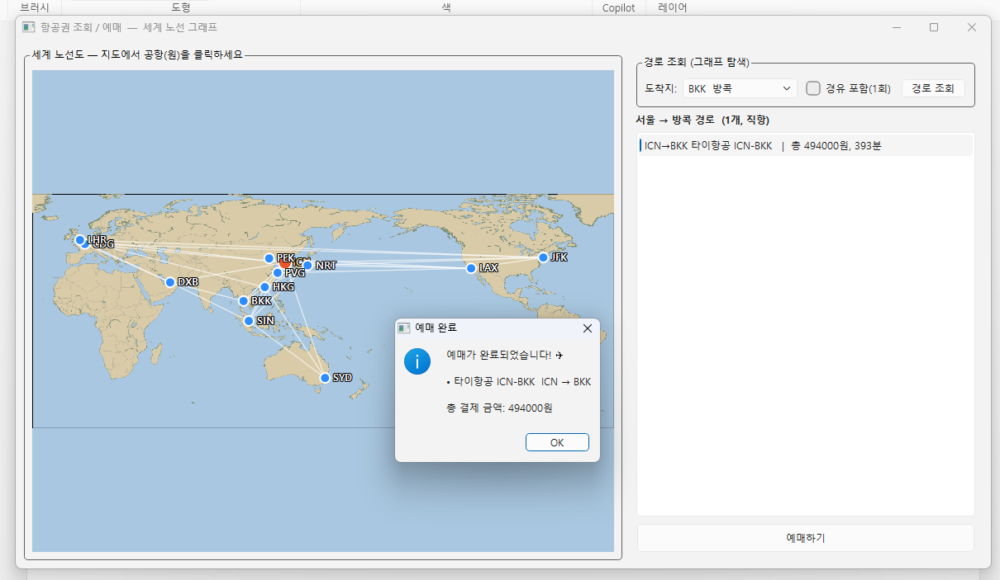 브러시 도형 색 Copilot 레이어
항공권 조회 / 예매 — 세계 노선 그래프
세계 노선도 — 지도에서 공항(원)을 클릭하세요
LHR
CDG
PEK
ICN
NRT
PVG
DXB
HKG
BKK
SIN
SYD
LAX
JFK
경로 조회 (그래프 탐색)
도착지: BKK 방콕 경유 포함(1회) 경로 조회
서울 → 방콕 경로 (1개, 직항)
ICN→BKK 타이항공 ICN-BKK | 총 494000원, 393분
예매하기
예매 완료
예매가 완료되었습니다! ✈
• 타이항공 ICN-BKK ICN → BKK
총 결제 금액: 494000원
OK